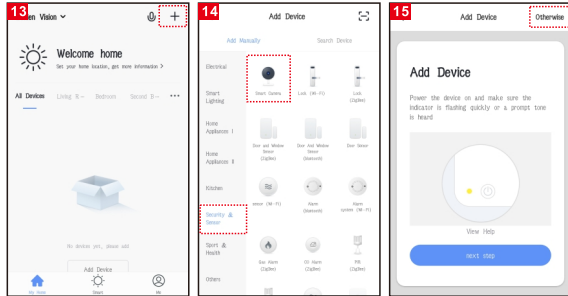 13
en Vision
Welcome home
Set your home location, get more information >
All Devices
Living R...
Bedroom
Second B...
No devices yet, please add
Add Device
My Home
Smart
Me
14
Add Device
Add Manually
Search Device
Electrical
Smart
Lighting
Home
Appliances I
Home
Appliances II
Kitchen
Security &
Sensor
Sport &
Health
Others
Smart Camera
Lock (Wi-Fi)
Lock
(ZigBee)
Door and Window
Sensor
(ZigBee)
Door And Window
Sensor
(bluetooth)
Door Sensor
sensor (Wi-Fi)
Alarm
(bluetooth)
Alarm
system (Wi-Fi)
Gas Alarm
(ZigBee)
CO Alarm
(ZigBee)
PIR
(ZigBee)
15
Add Device
Otherwise
Add Device
Power the device on and make sure the
indicator is flashing quickly or a prompt tone
is heard
View Help
next step